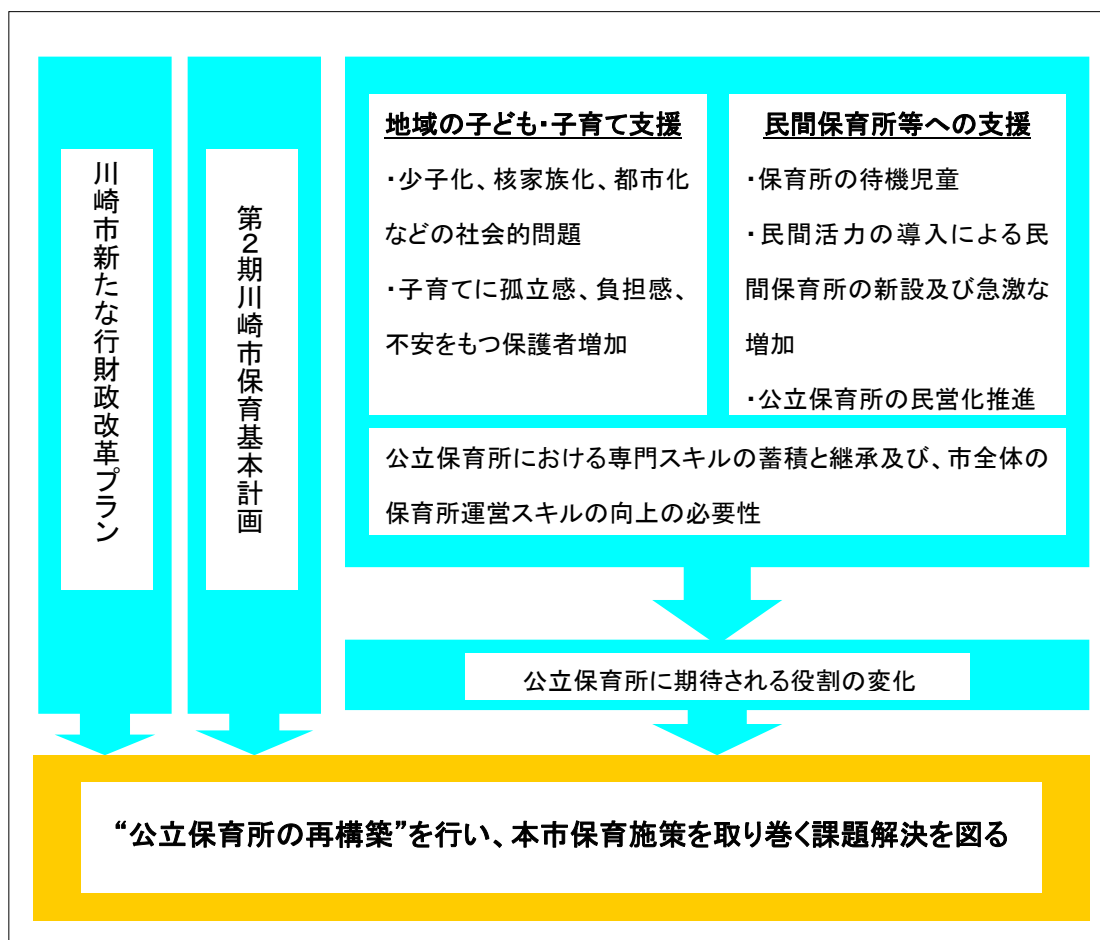 川崎市新たな行財政改革プラン
第2期川崎市保育基本計画
地域の子ども・子育て支援
・少子化、核家族化、都市化
などの社会的問題
・子育てに孤立感、負担感、
不安をもつ保護者増加
民間保育所等への支援
・保育所の待機児童
・民間活力の導入による民
間保育所の新設及び急激な
増加
・公立保育所の民営化推進
公立保育所における専門スキルの蓄積と継承及び、市全体の
保育所運営スキルの向上の必要性
公立保育所に期待される役割の変化
“公立保育所の再構築”を行い、本市保育施策を取り巻く課題解決を図る